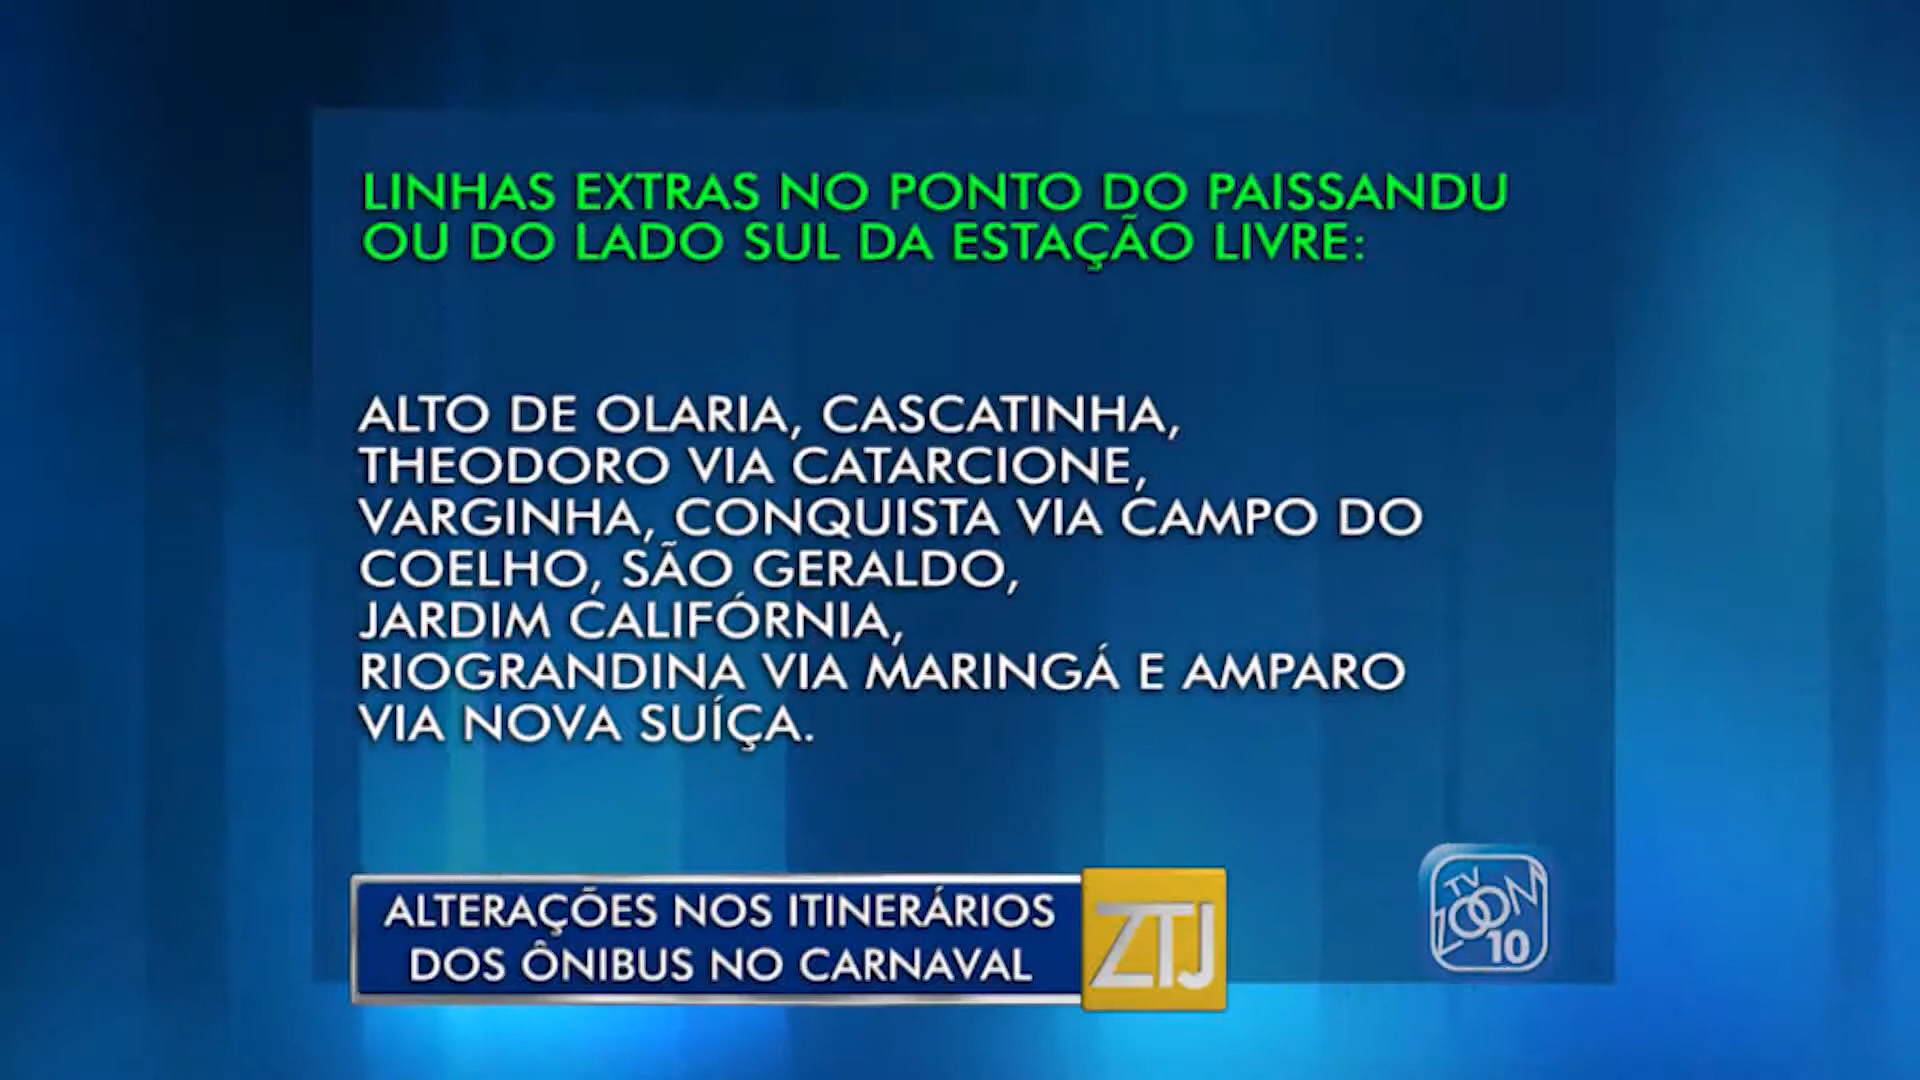 LINHAS EXTRAS NO PONTO DO PAISSANDU
OU DO LADO SUL DA ESTAÇÃO LIVRE:
ALTO DE OLARIA, CASCATINHA,
THEODORO VIA CATARCIONE,
VARGINHA, CONQUISTA VIA CAMPO DO
COELHO, SÃO GERALDO,
JARDIM CALIFÓRNIA,
RIOGRANDINA VIA MARINGÁ E AMPARO
VIA NOVA SUÍÇA.
ALTERAÇÕES NOS ITINERÁRIOS
DOS ÔNIBUS NO CARNAVAL
ZTJ
TV
ZOOM
10